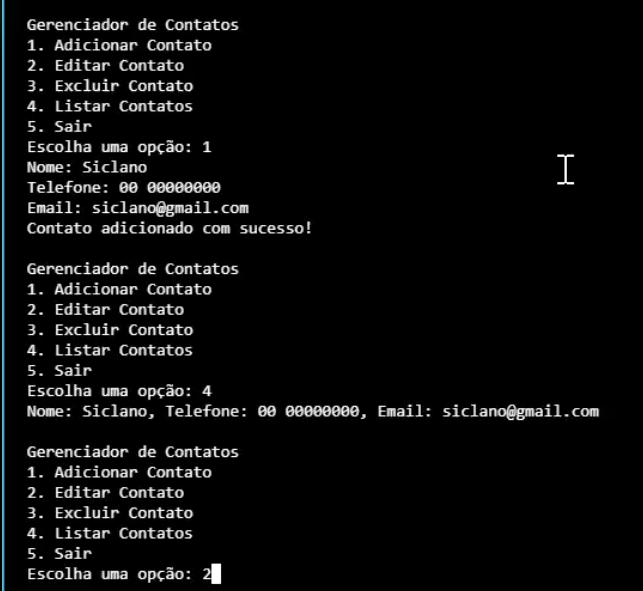 Gerenciador de Contatos
1. Adicionar Contato
2. Editar Contato
3. Excluir Contato
4. Listar Contatos
5. Sair
Escolha uma opção: 1
Nome: Siclano
Telefone: 00 00000000
Email: siclano@gmail.com
Contato adicionado com sucesso!
Gerenciador de Contatos
1. Adicionar Contato
2. Editar Contato
3. Excluir Contato
4. Listar Contatos
5. Sair
Escolha uma opção: 4
Nome: Siclano, Telefone: 00 00000000, Email: siclano@gmail.com
Gerenciador de Contatos
1. Adicionar Contato
2. Editar Contato
3. Excluir Contato
4. Listar Contatos
5. Sair
Escolha uma opção: 2